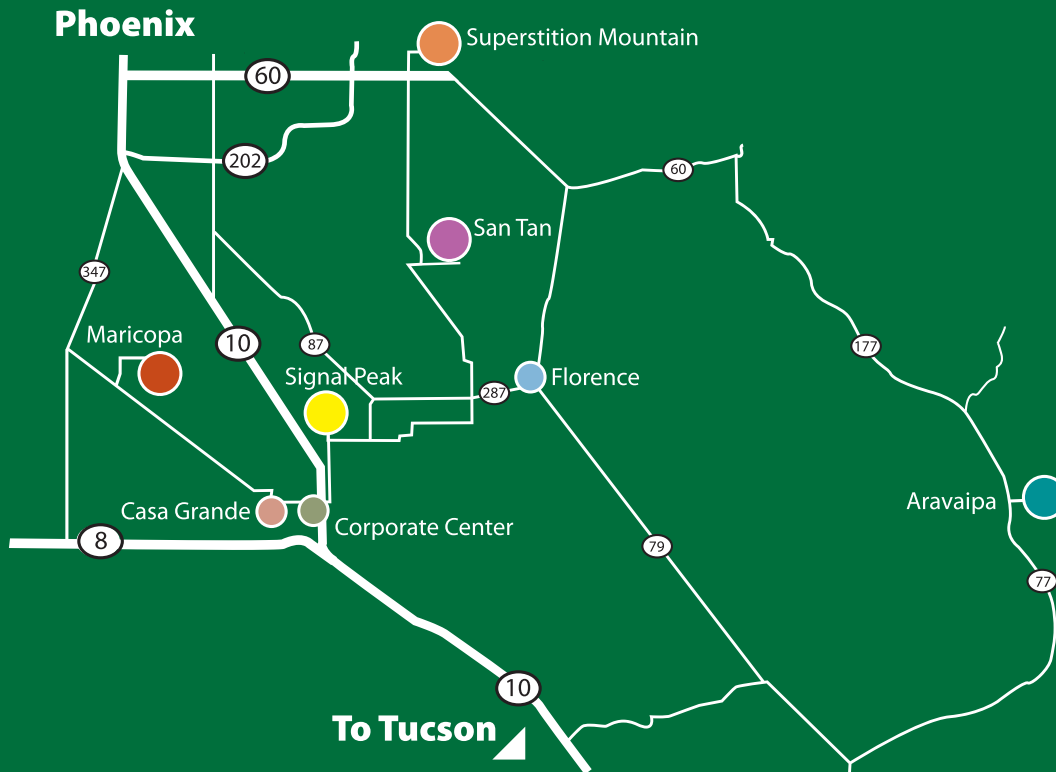 Phoenix
Superstition Mountain
60
202
60
San Tan
347
Maricopa
10
87
177
Signal Peak
287
Florence
Casa Grande
Corporate Center
Aravaipa
8
79
77
10
To Tucson